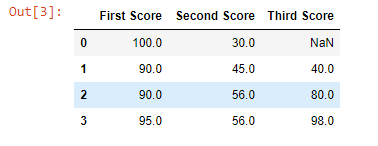 Out[3]:
First Score Second Score Third Score
0 100.0 30.0 NaN
1 90.0 45.0 40.0
2 90.0 56.0 80.0
3 95.0 56.0 98.0